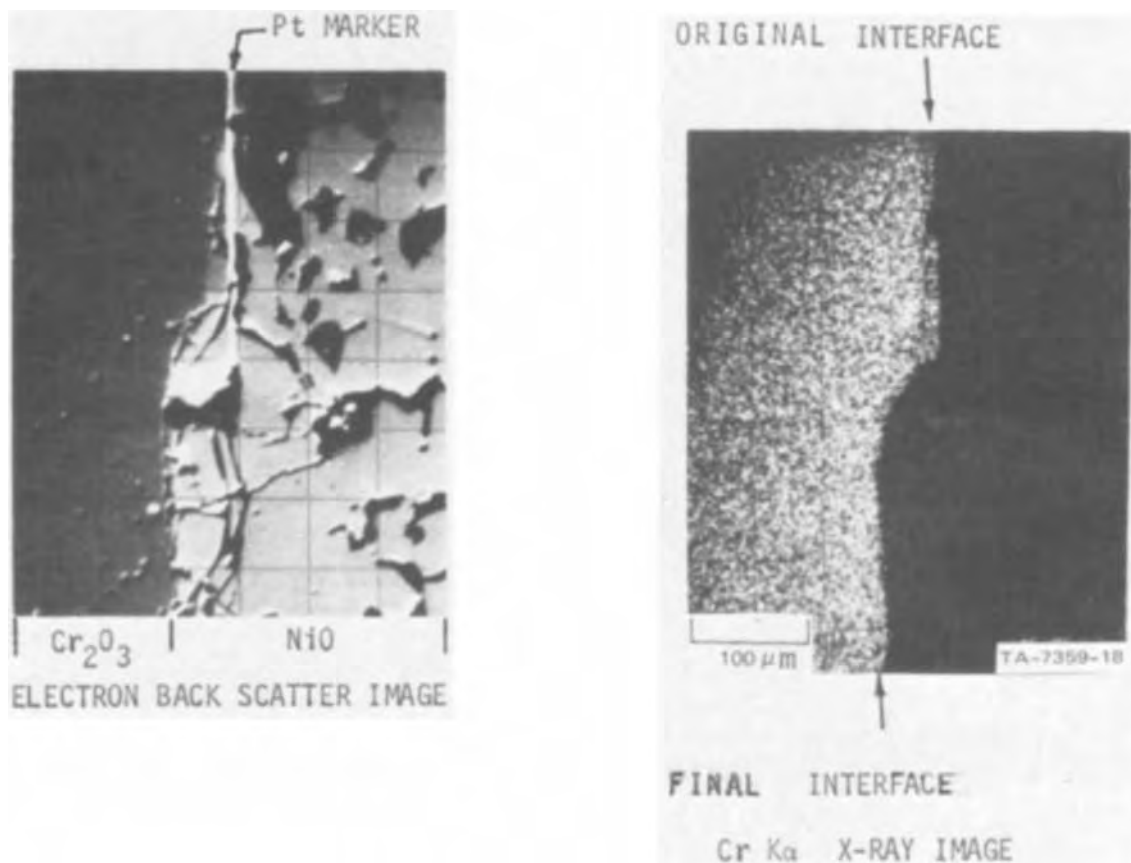 Pt MARKER
Cr2O3
NiO
ELECTRON BACK SCATTER IMAGE
ORIGINAL INTERFACE
100 μm
TA-7359-18
FINAL INTERFACE
Cr Kα X-RAY IMAGE